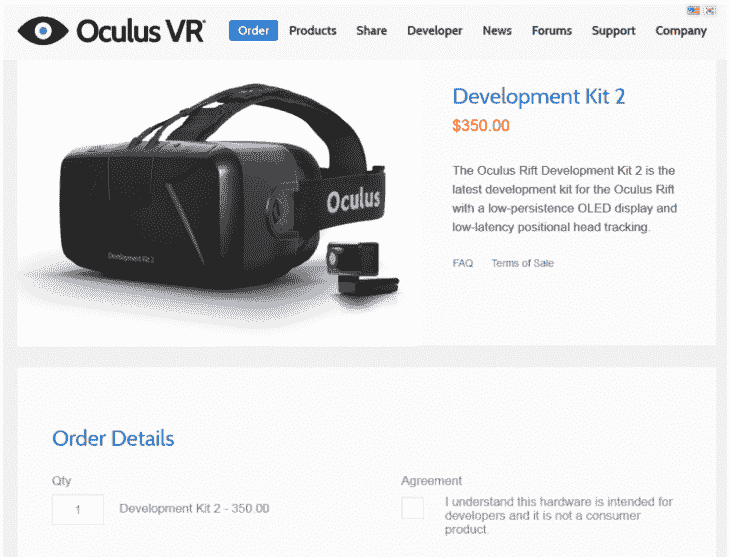 Oculus VR
Order Products Share Developer News Forums Support Company
Development Kit 2
$350.00
The Oculus Rift Development Kit 2 is the
latest development kit for the Oculus Rift
with a low-persistence OLED display and
low-latency positional head tracking.
FAQ Terms of Sale
Oculus
Development Kit 2
Order Details
Qty
1 Development Kit 2 - 350.00
Agreement
I understand this hardware is intended for
developers and it is not a consumer
product.